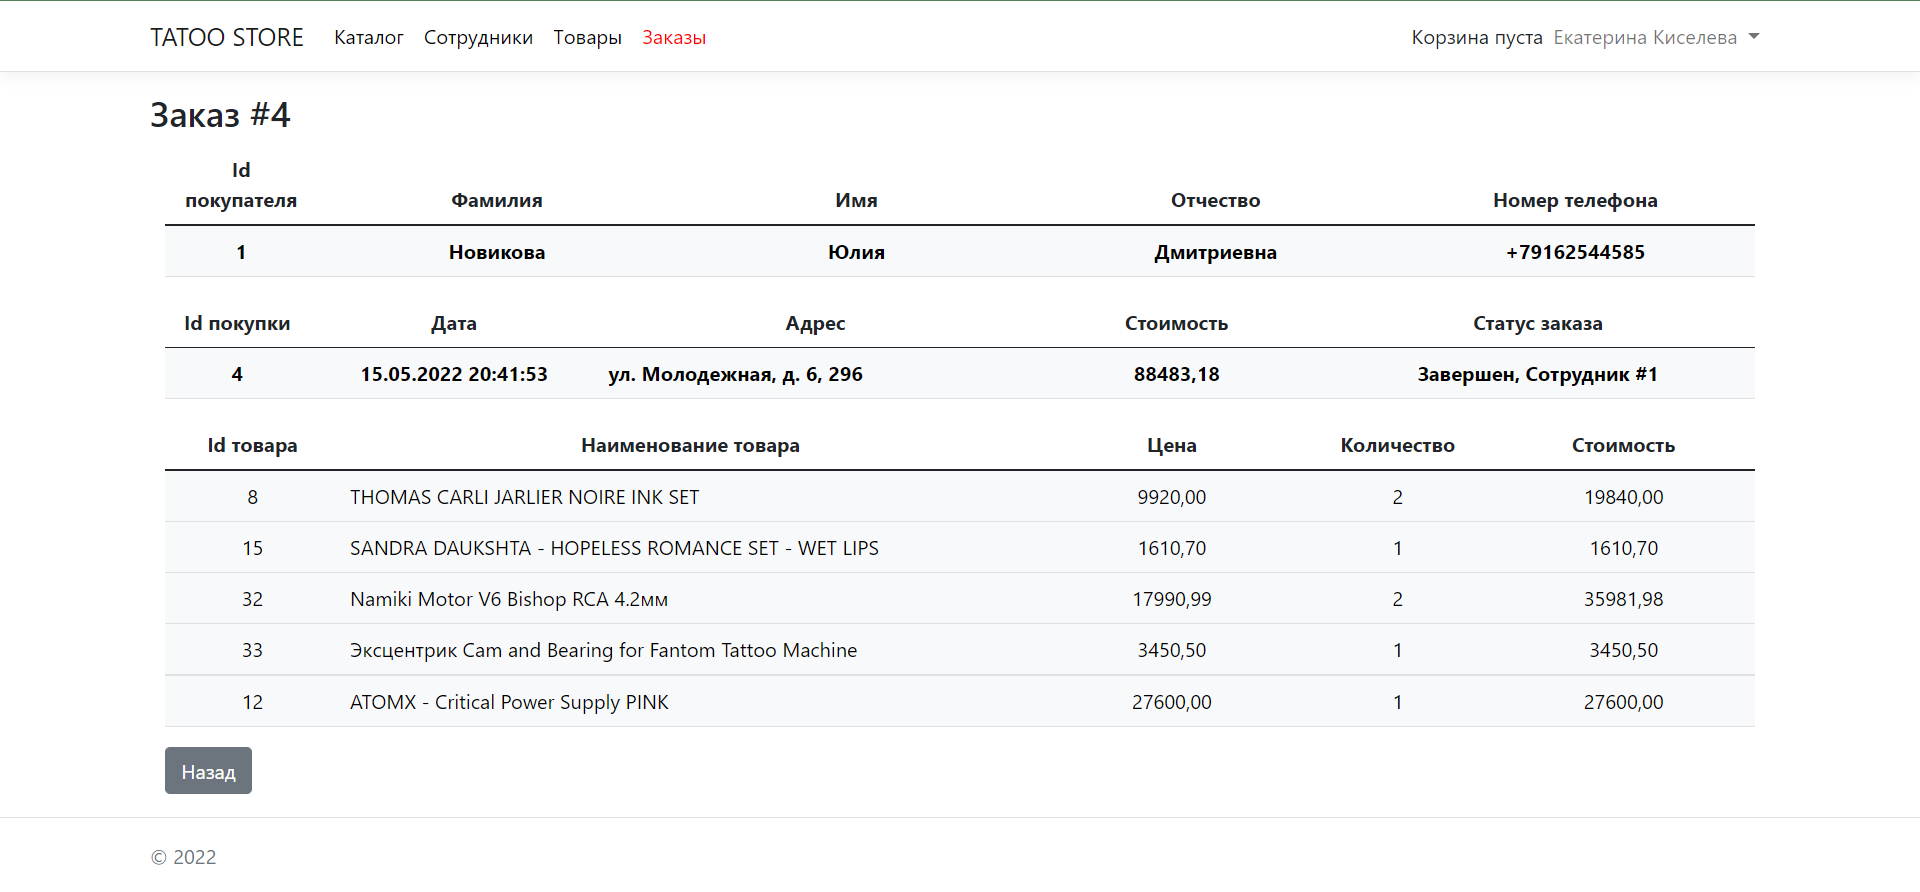 TATOO STORE Каталог Сотрудники Товары Заказы Корзина пуста Екатерина Киселева
Заказ #4
Id покупателя Фамилия Имя Отчество Номер телефона
1 Новикова Юлия Дмитриевна +79162544585
Id покупки Дата Адрес Стоимость Статус заказа
4 15.05.2022 20:41:53 ул. Молодежная, д. 6, 296 88483,18 Завершен, Сотрудник #1
Id товара Наименование товара Цена Количество Стоимость
8 THOMAS CARLI JARLIER NOIRE INK SET 9920,00 2 19840,00
15 SANDRA DAUKSHTA - HOPELESS ROMANCE SET - WET LIPS 1610,70 1 1610,70
32 Namiki Motor V6 Bishop RCA 4.2мм 17990,99 2 35981,98
33 Эксцентрик Cam and Bearing for Fantom Tattoo Machine 3450,50 1 3450,50
12 ATOMX - Critical Power Supply PINK 27600,00 1 27600,00
Назад
© 2022